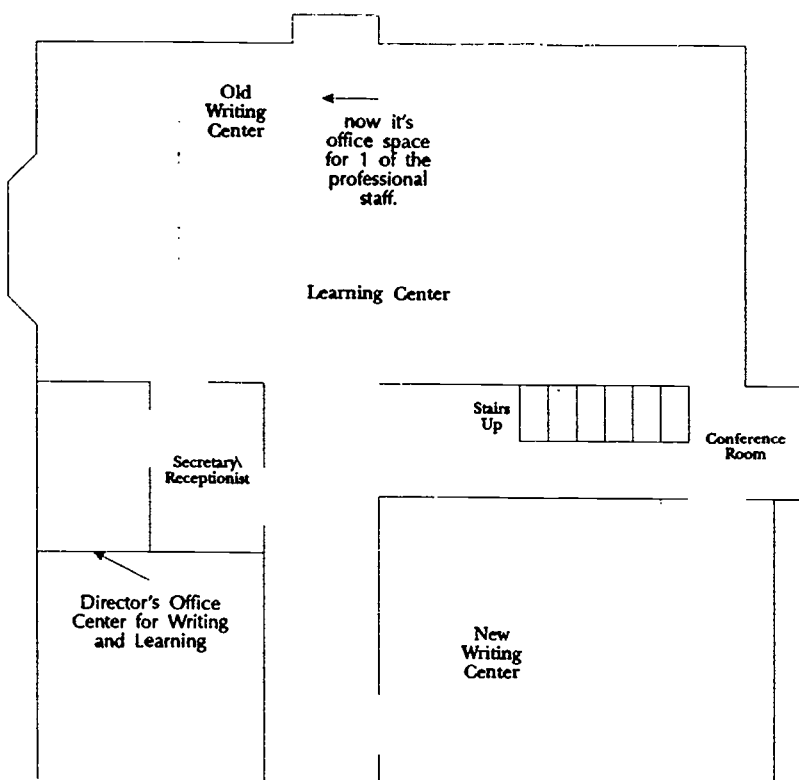 Old
Writing
Center
now it's
office space
for 1 of the
professional
staff.
Learning Center
Stairs
Up
Conference
Room
Secretary\
Receptionist
Director's Office
Center for Writing
and Learning
New
Writing
Center